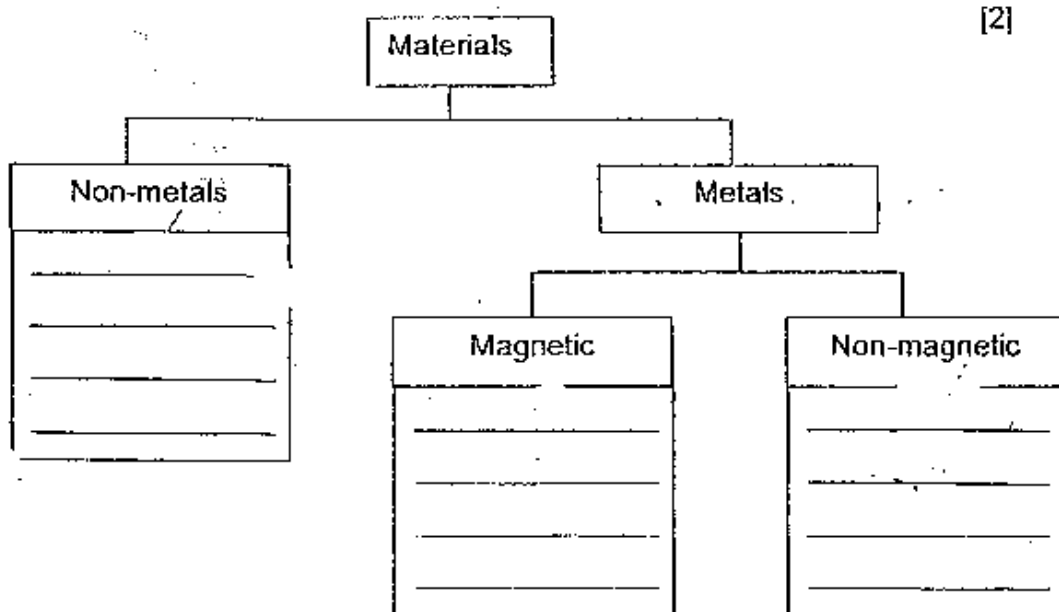 [2]
Materials
Non-metals
Metals
Magnetic
Non-magnetic